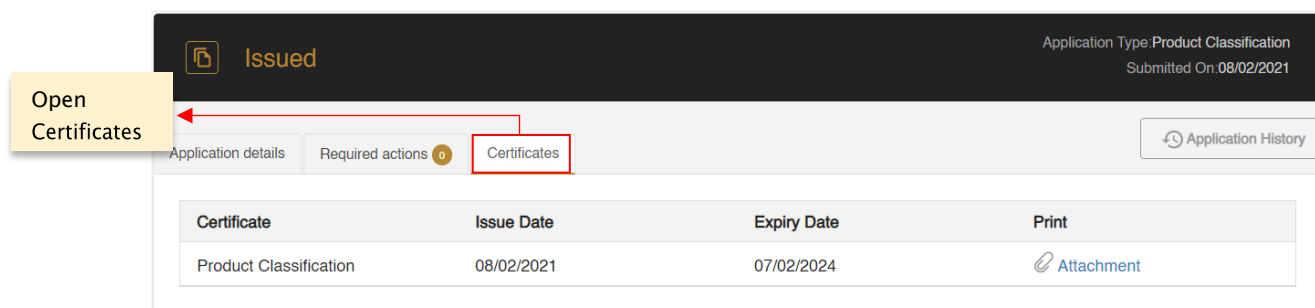 Issued
Application Type:Product Classification
Submitted On:08/02/2021
Open
Certificates
Application details
Required actions 0
Certificates
Application History
Certificate Issue Date Expiry Date Print
Product Classification 08/02/2021 07/02/2024 Attachment